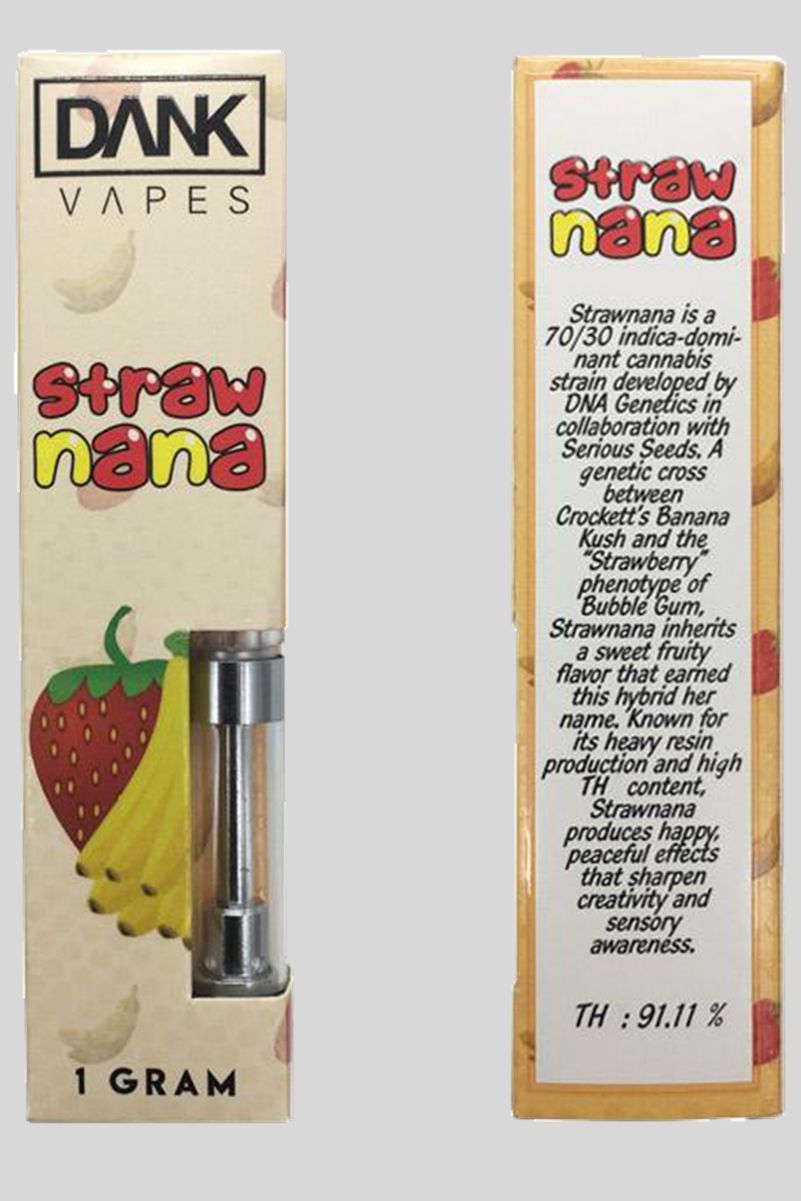 DANK
VAPES
straw
nana
1 GRAM
straw
nana
Strawnana is a
70/30 indica-domi-
nant cannabis
strain developed by
DNA Genetics in
collaboration with
Serious Seeds. A
genetic cross
between
Crockett's Banana
Kush and the
"Strawberry"
phenotype of
Bubble Gum,
Strawnana inherits
a sweet fruity
flavor that earned
this hybrid her
name. Known for
its heavy resin
production and high
TH content,
Strawnana
produces happy,
peaceful effects
that sharpen
creativity and
sensory
awareness.
TH : 91.11 %